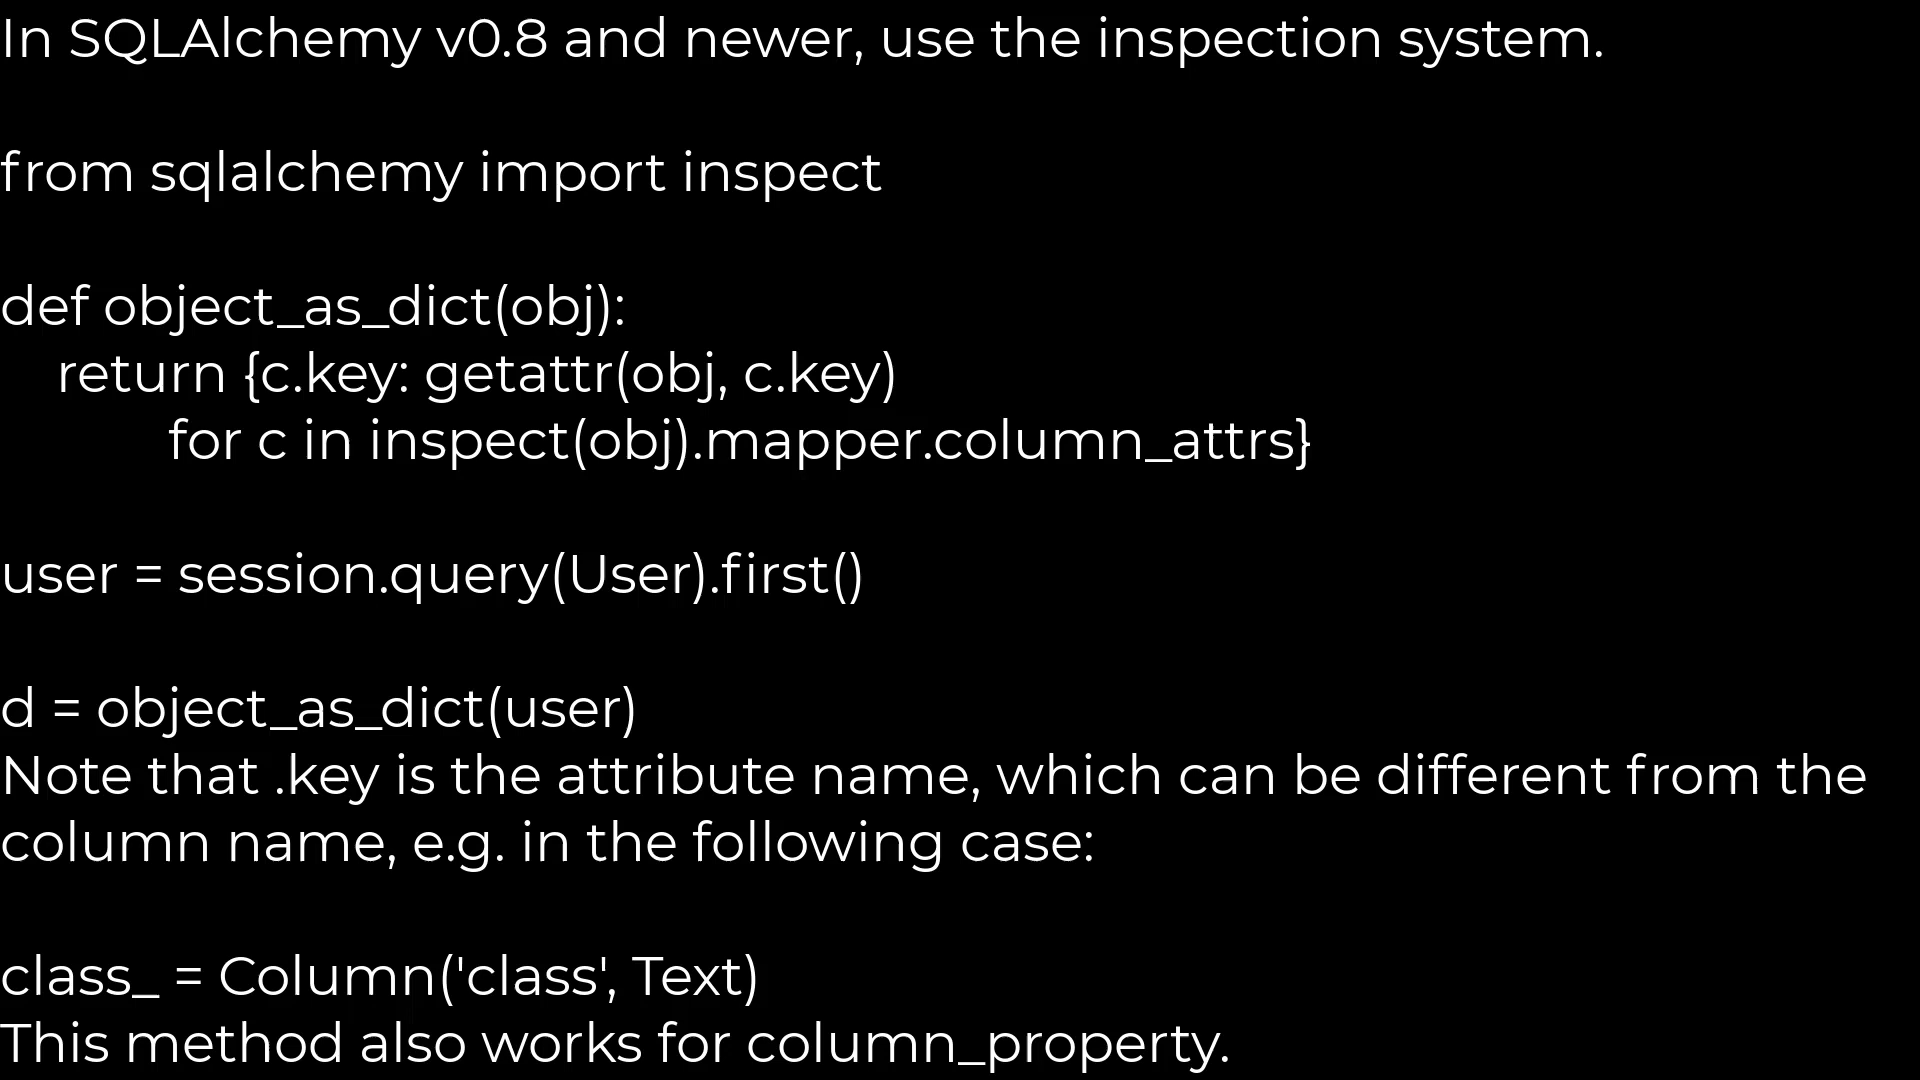 In SQLAlchemy v0.8 and newer, use the inspection system.
from sqlalchemy import inspect
def object_as_dict(obj):
    return {c.key: getattr(obj, c.key)
            for c in inspect(obj).mapper.column_attrs}
user = session.query(User).first()
d = object_as_dict(user)
Note that .key is the attribute name, which can be different from the
column name, e.g. in the following case:
class_ = Column('class', Text)
This method also works for column_property.